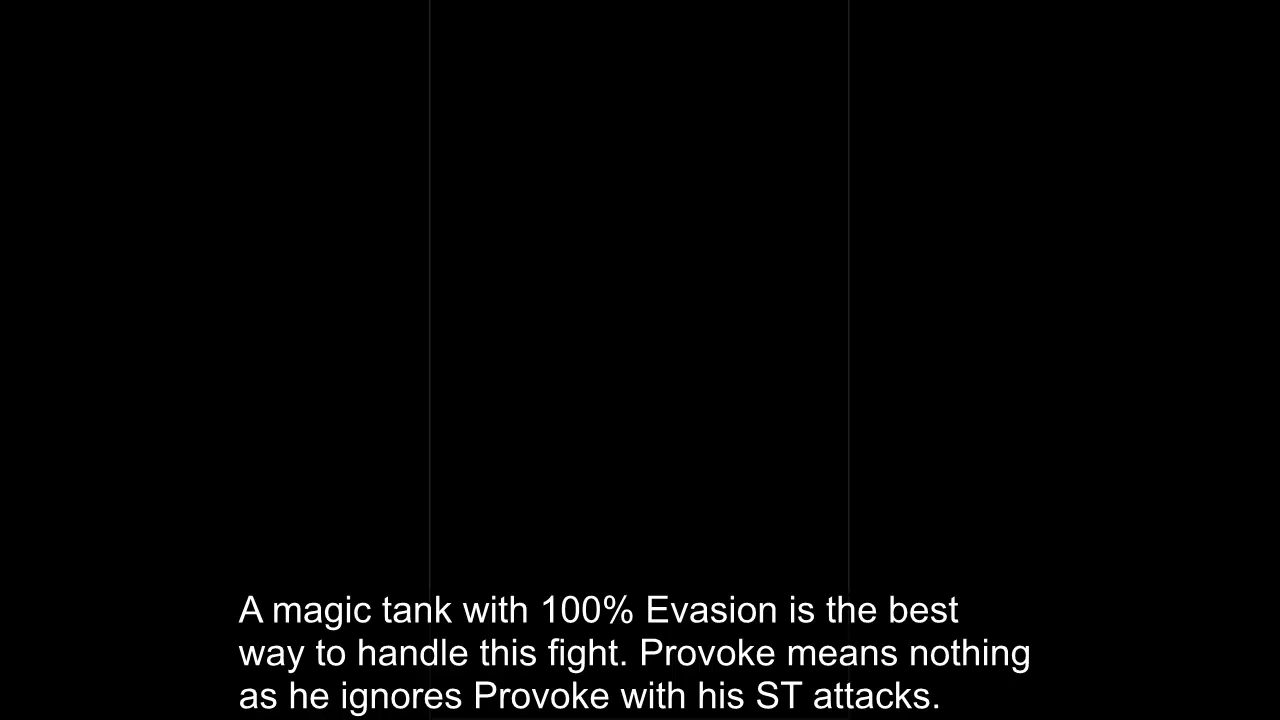 A magic tank with 100% Evasion is the best
way to handle this fight. Provoke means nothing
as he ignores Provoke with his ST attacks.